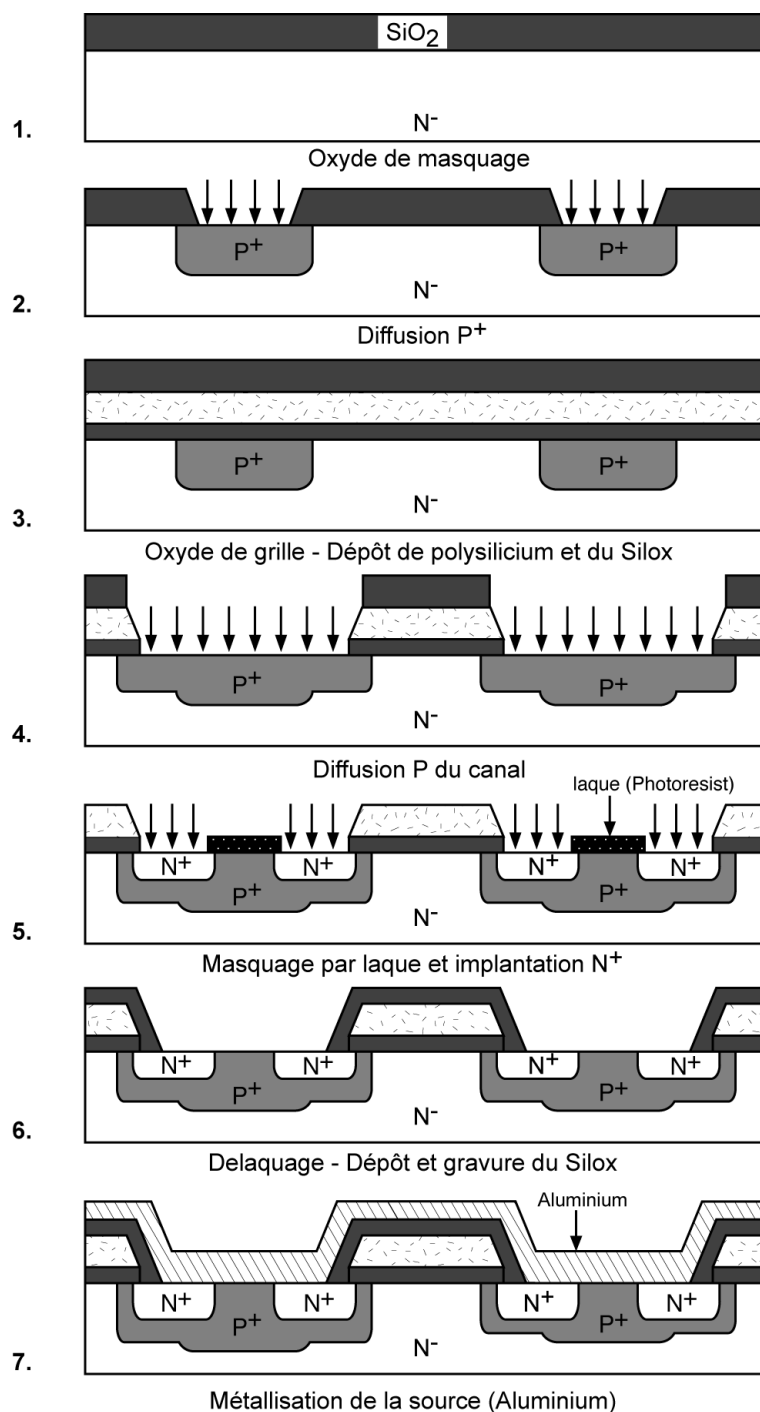 SiO2
N-
1.
Oxyde de masquage
P+ P+
N-
2.
Diffusion P+
P+ P+
N-
3.
Oxyde de grille - Dépôt de polysilicium et du Silox
P+ P+
N-
4.
Diffusion P du canal
laque (Photoresist)
N+ N+ N+ N+
P+ P+
N-
5.
Masquage par laque et implantation N+
N+ N+ N+ N+
P+ P+
N-
6.
Delaquage - Dépôt et gravure du Silox
Aluminium
N+ N+ N+ N+
P+ P+
N-
7.
Métallisation de la source (Aluminium)